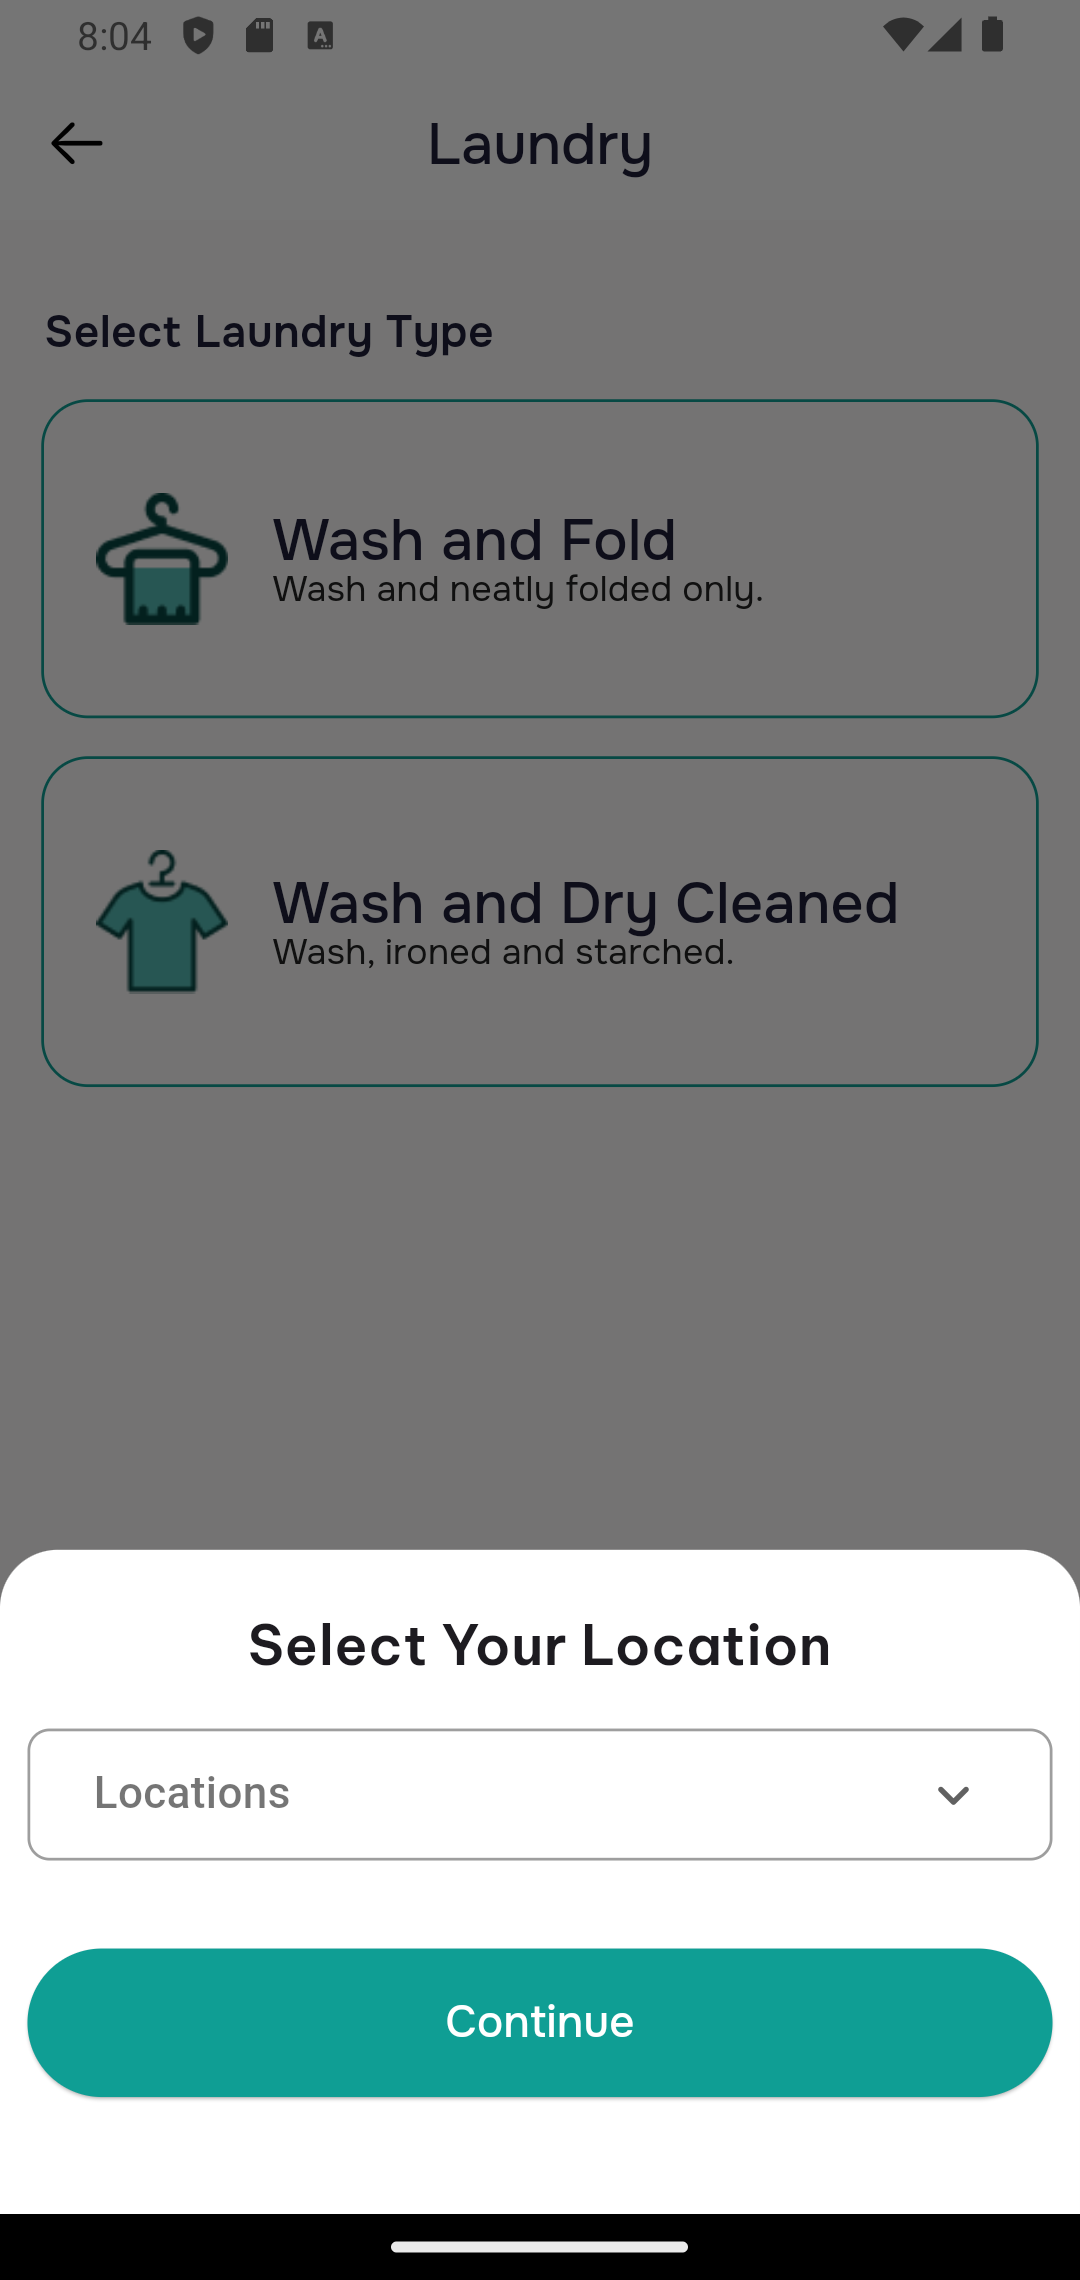 8:04
Laundry
Select Laundry Type
Wash and Fold
Wash and neatly folded only.
Wash and Dry Cleaned
Wash, ironed and starched.
Select Your Location
Locations
Continue